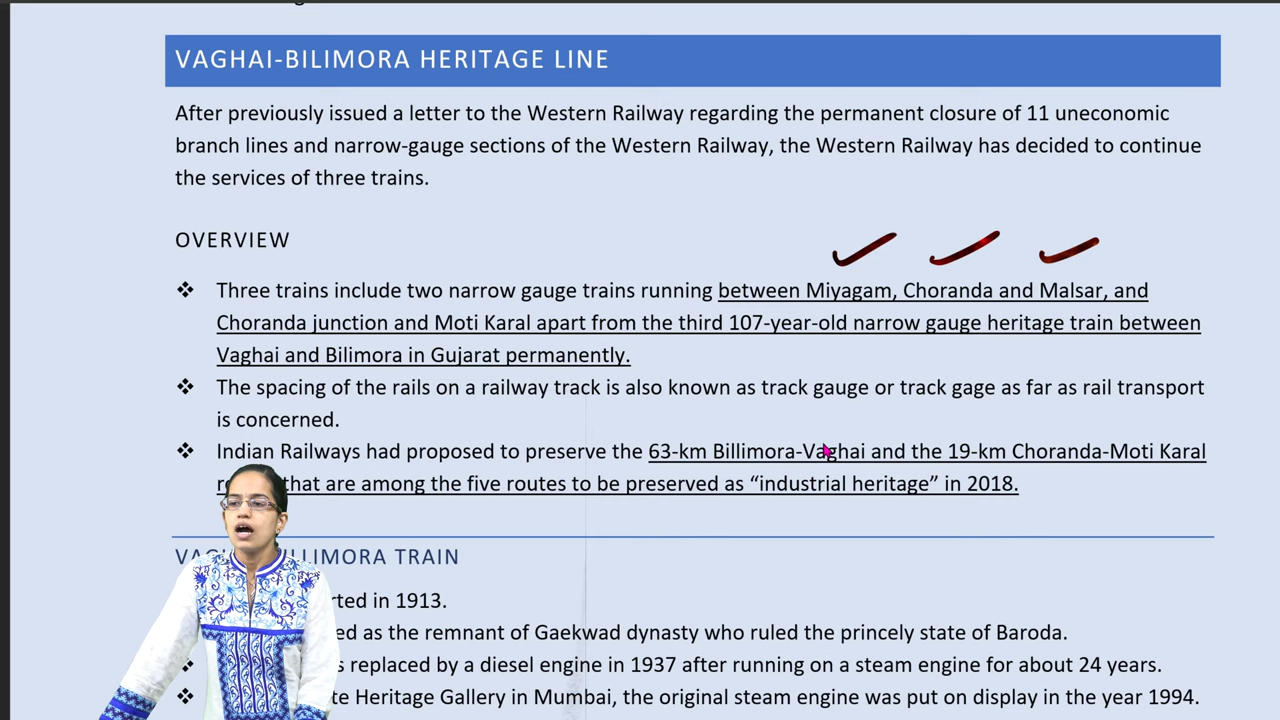 VAGHAI-BILIMORA HERITAGE LINE
After previously issued a letter to the Western Railway regarding the permanent closure of 11 uneconomic
branch lines and narrow-gauge sections of the Western Railway, the Western Railway has decided to continue
the services of three trains.
OVERVIEW
❖ Three trains include two narrow gauge trains running between Miyagam, Choranda and Malsar, and
Choranda junction and Moti Karal apart from the third 107-year-old narrow gauge heritage train between
Vaghai and Bilimora in Gujarat permanently.
❖ The spacing of the rails on a railway track is also known as track gauge or track gage as far as rail transport
is concerned.
❖ Indian Railways had proposed to preserve the 63-km Billimora-Vaghai and the 19-km Choranda-Moti Karal
that are among the five routes to be preserved as “industrial heritage” in 2018.
TRAIN
in 1913.
as the remnant of Gaekwad dynasty who ruled the princely state of Baroda.
❖ replaced by a diesel engine in 1937 after running on a steam engine for about 24 years.
❖ Heritage Gallery in Mumbai, the original steam engine was put on display in the year 1994.